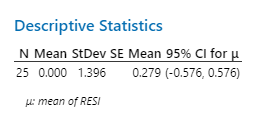 Descriptive Statistics
N Mean StDev SE Mean 95% CI for μ
25 0.000 1.396 0.279 (-0.576, 0.576)
μ: mean of RESI